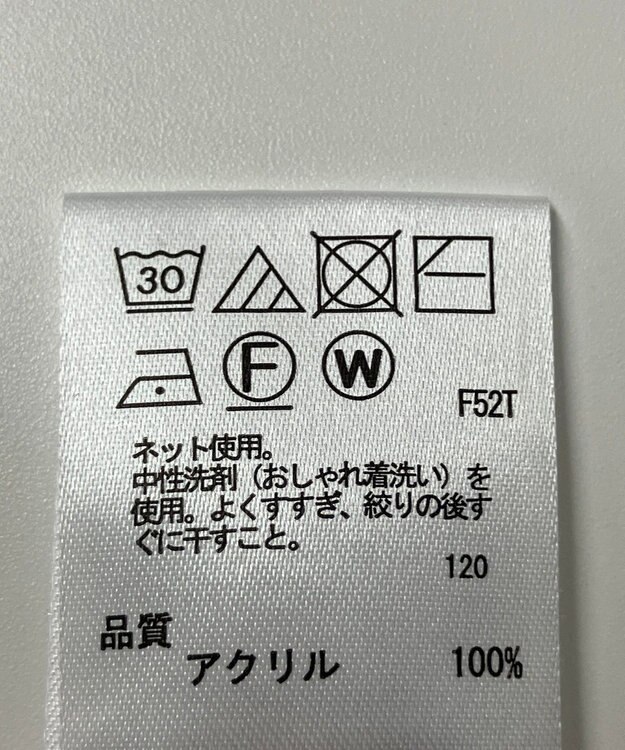 30
F W
F52T
ネット使用。
中性洗剤（おしゃれ着洗い）を
使用。よくすすぎ、絞りの後す
ぐに干すこと。
120
品質
アクリル 100%